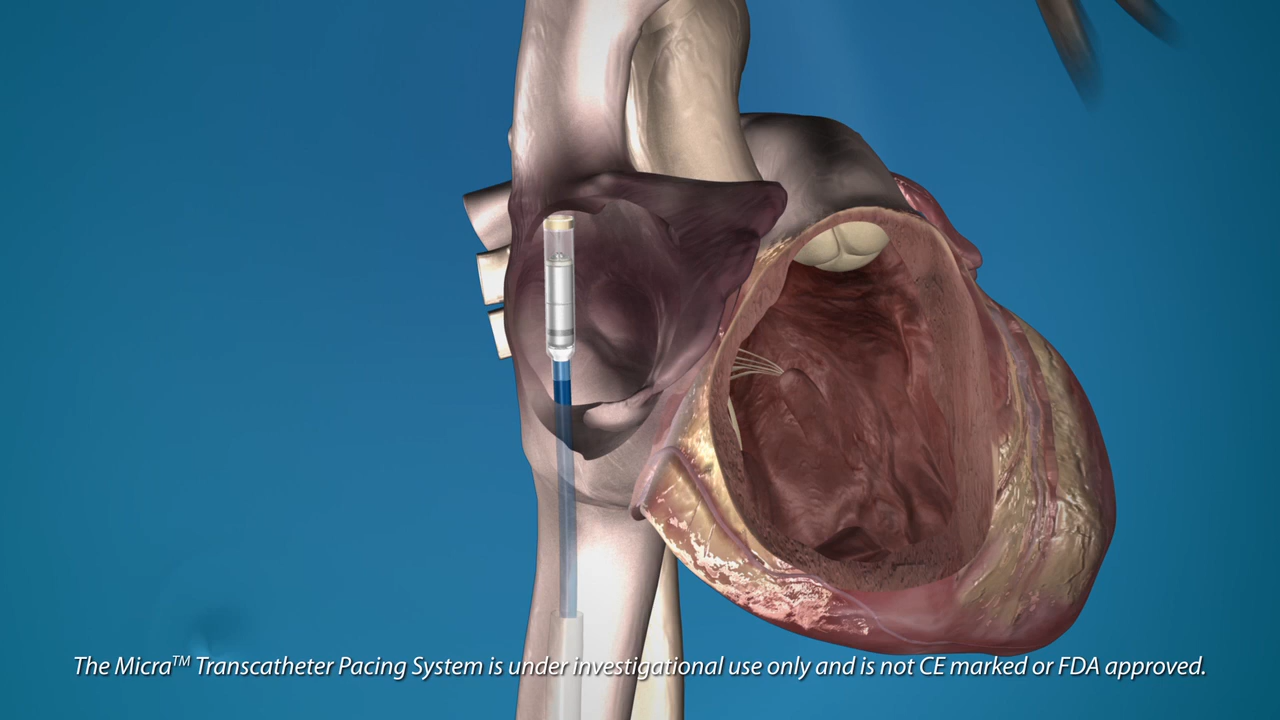 The Micra™ Transcatheter Pacing System is under investigational use only and is not CE marked or FDA approved.